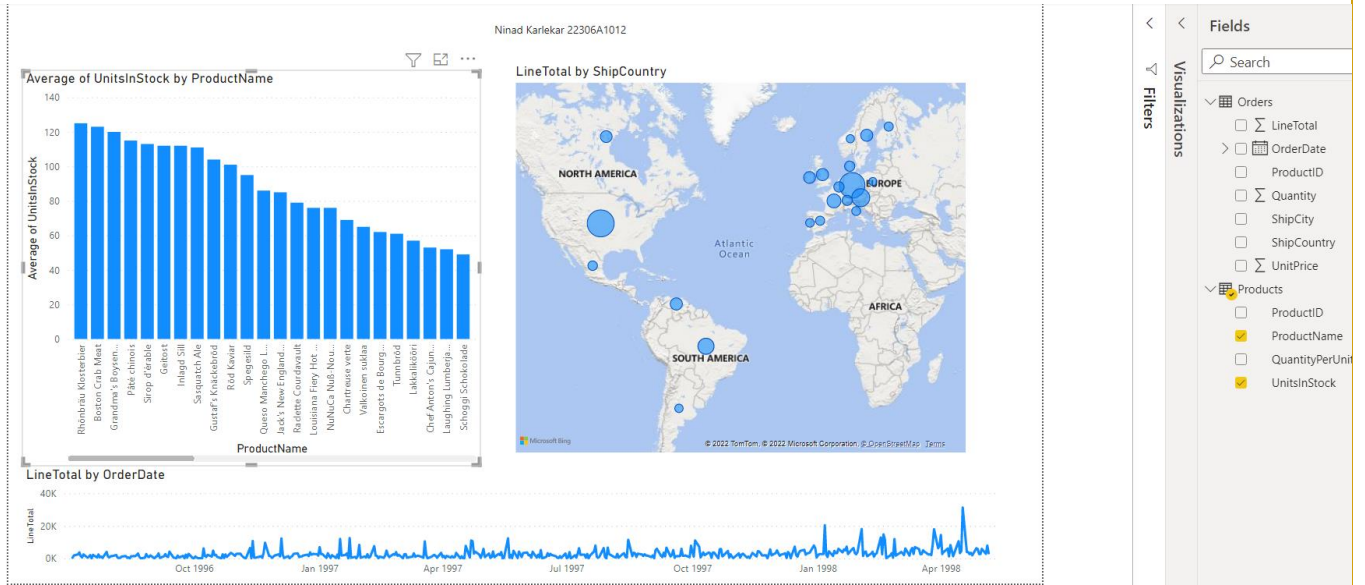 Ninad Karlekar 22306A1012
Average of UnitsInStock by ProductName
Average of UnitsInStock
140
120
100
80
60
40
20
0
Rhönbräu Klosterbier
Boston Crab Meat
Grandma's Boysen...
Pâté chinois
Sirop d'érable
Geitost
Inlagd Sill
Sasquatch Ale
Gustaf's Knäckebröd
Röd Kaviar
Spegesild
Queso Manchego L...
Jack's New England...
Raclette Courdavault
Louisiana Fiery Hot ...
NuNuCa Nuß-Nou...
Chartreuse verte
Valkoinen suklaa
Escargots de Bourg...
Tunnbröd
Lakkalikööri
Chef Anton's Cajun...
Laughing Lumberja...
Schoggi Schokolade
ProductName
LineTotal by ShipCountry
NORTH AMERICA
EUROPE
Atlantic
Ocean
AFRICA
SOUTH AMERICA
Microsoft Bing
© 2022 TomTom, © 2022 Microsoft Corporation, © OpenStreetMap Terms
LineTotal by OrderDate
LineTotal
40K
20K
0K
Oct 1996
Jan 1997
Apr 1997
Jul 1997
Oct 1997
Jan 1998
Apr 1998
Filters
Visualizations
Fields
Search
Orders
LineTotal
OrderDate
ProductID
Quantity
ShipCity
ShipCountry
UnitPrice
Products
ProductID
ProductName
QuantityPerUnit
UnitsInStock